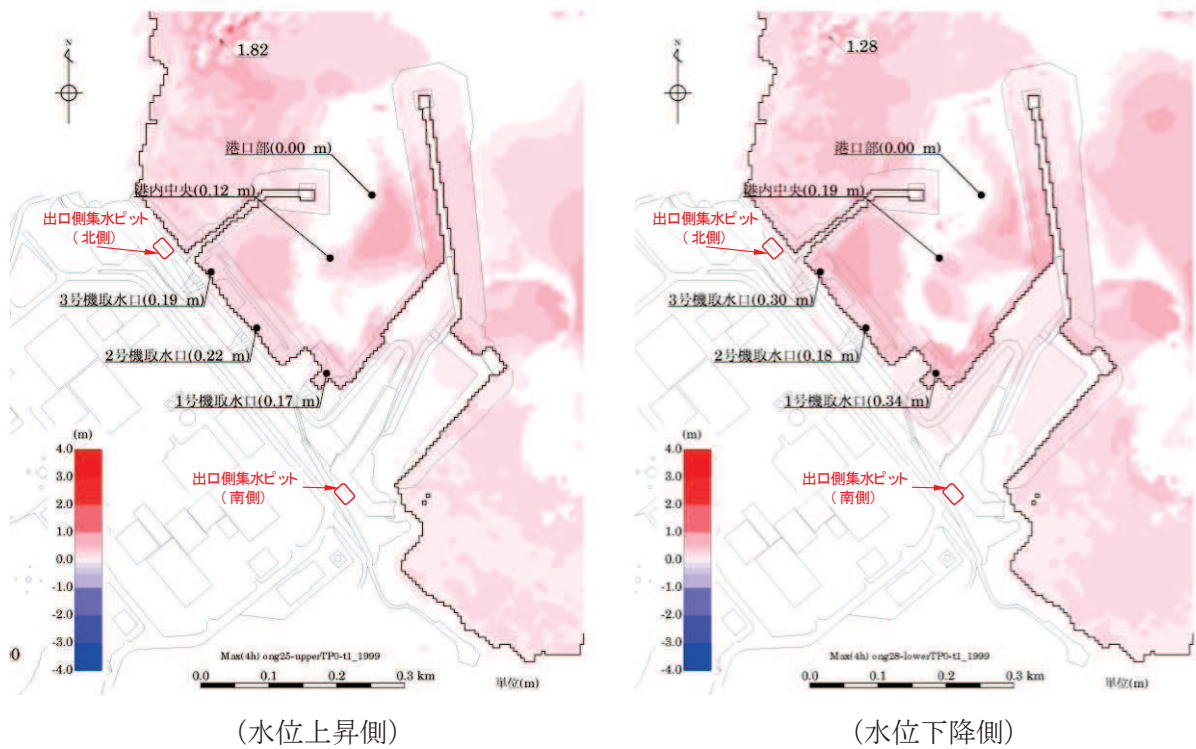 1.82
N
港口部(0.00 m)
港内中央(0.12 m)
出口側集水ピット
(北側)
3号機取水口(0.19 m)
2号機取水口(0.22 m)
1号機取水口(0.17 m)
(m)
4.0
3.0
2.0
1.0
0.0
-1.0
-2.0
-3.0
-4.0
出口側集水ピット
(南側)
Max(4h) ong25-upperTP0-t1_1999
0.0 0.1 0.2 0.3 km
単位(m)
(水位上昇側)
1.28
N
港口部(0.00 m)
港内中央(0.19 m)
出口側集水ピット
(北側)
3号機取水口(0.30 m)
2号機取水口(0.18 m)
1号機取水口(0.34 m)
(m)
4.0
3.0
2.0
1.0
0.0
-1.0
-2.0
-3.0
-4.0
出口側集水ピット
(南側)
Max(4h) ong28-lowerTP0-t1_1999
0.0 0.1 0.2 0.3 km
単位(m)
(水位下降側)